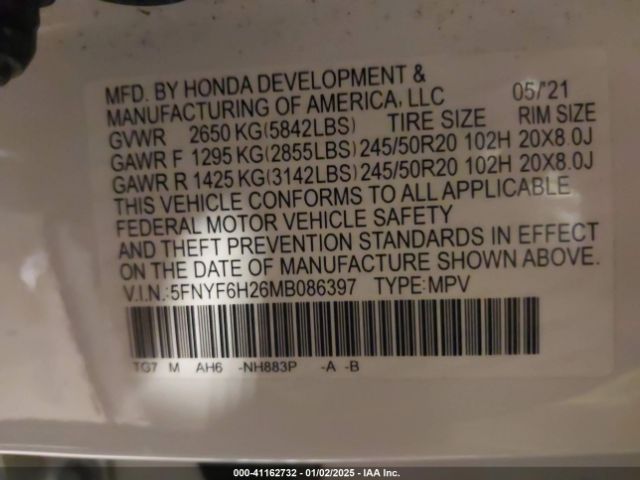 MFD. BY HONDA DEVELOPMENT & 05/'21
MANUFACTURING OF AMERICA, LLC
GVWR 2650 KG(5842LBS) TIRE SIZE RIM SIZE
GAWR F 1295 KG(2855LBS) 245/50R20 102H 20X8.0J
GAWR R 1425 KG(3142LBS) 245/50R20 102H 20X8.0J
THIS VEHICLE CONFORMS TO ALL APPLICABLE
FEDERAL MOTOR VEHICLE SAFETY
AND THEFT PREVENTION STANDARDS IN EFFECT
ON THE DATE OF MANUFACTURE SHOWN ABOVE.
V.I.N.:5FNYF6H26MB086397 TYPE:MPV
TG7 M AH6 -NH883P -A -B
000-41162732 — 01/02/2025 — IAAI.COM